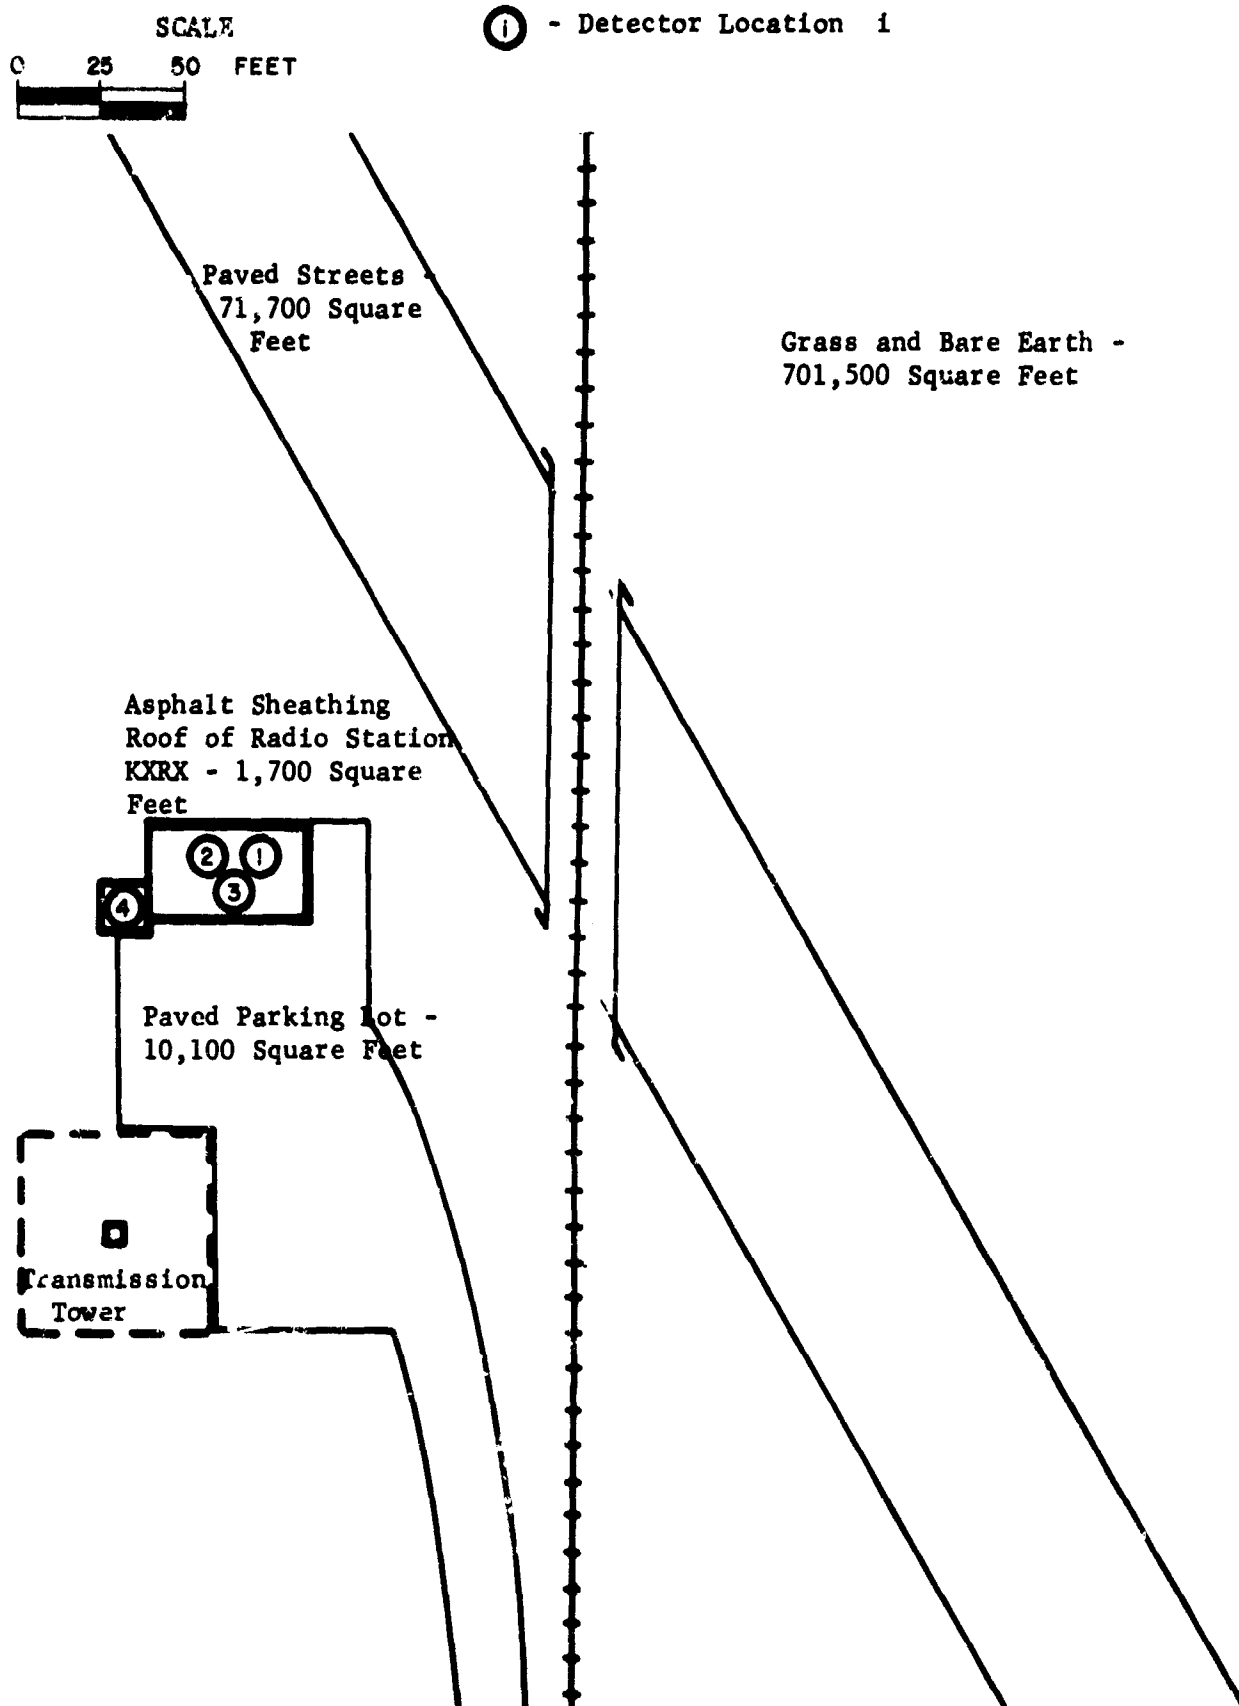 SCALE
0 25 50 FEET
i - Detector Location i
Paved Streets -
71,700 Square
Feet
Grass and Bare Earth -
701,500 Square Feet
Asphalt Sheathing
Roof of Radio Station
KXRX - 1,700 Square
Feet
2 1
3
4
Paved Parking Lot -
10,100 Square Feet
Transmission
Tower